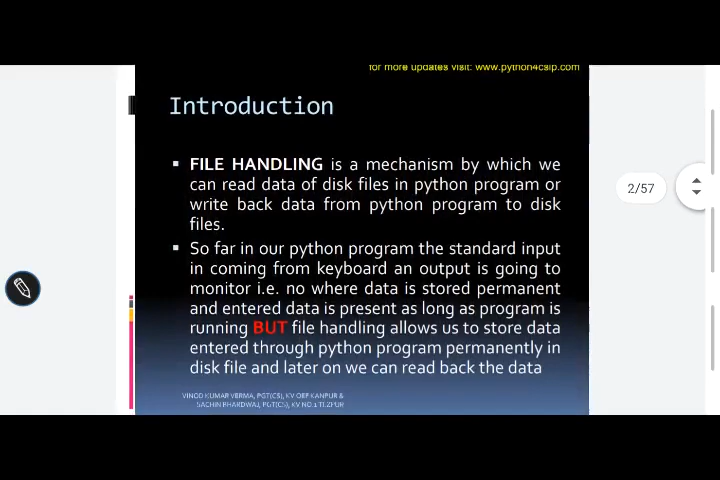 for more updates visit: www.python4csip.com
Introduction
▪ FILE HANDLING is a mechanism by which we
can read data of disk files in python program or
write back data from python program to disk
files.
▪ So far in our python program the standard input
in coming from keyboard an output is going to
monitor i.e. no where data is stored permanent
and entered data is present as long as program is
running BUT file handling allows us to store data
entered through python program permanently in
disk file and later on we can read back the data
2/57
VINOD KUMAR VERMA, PGT(CS), KV OEF KANPUR &
SACHIN BHARDWAJ, PGT(CS), KV NO.1 TEZPUR